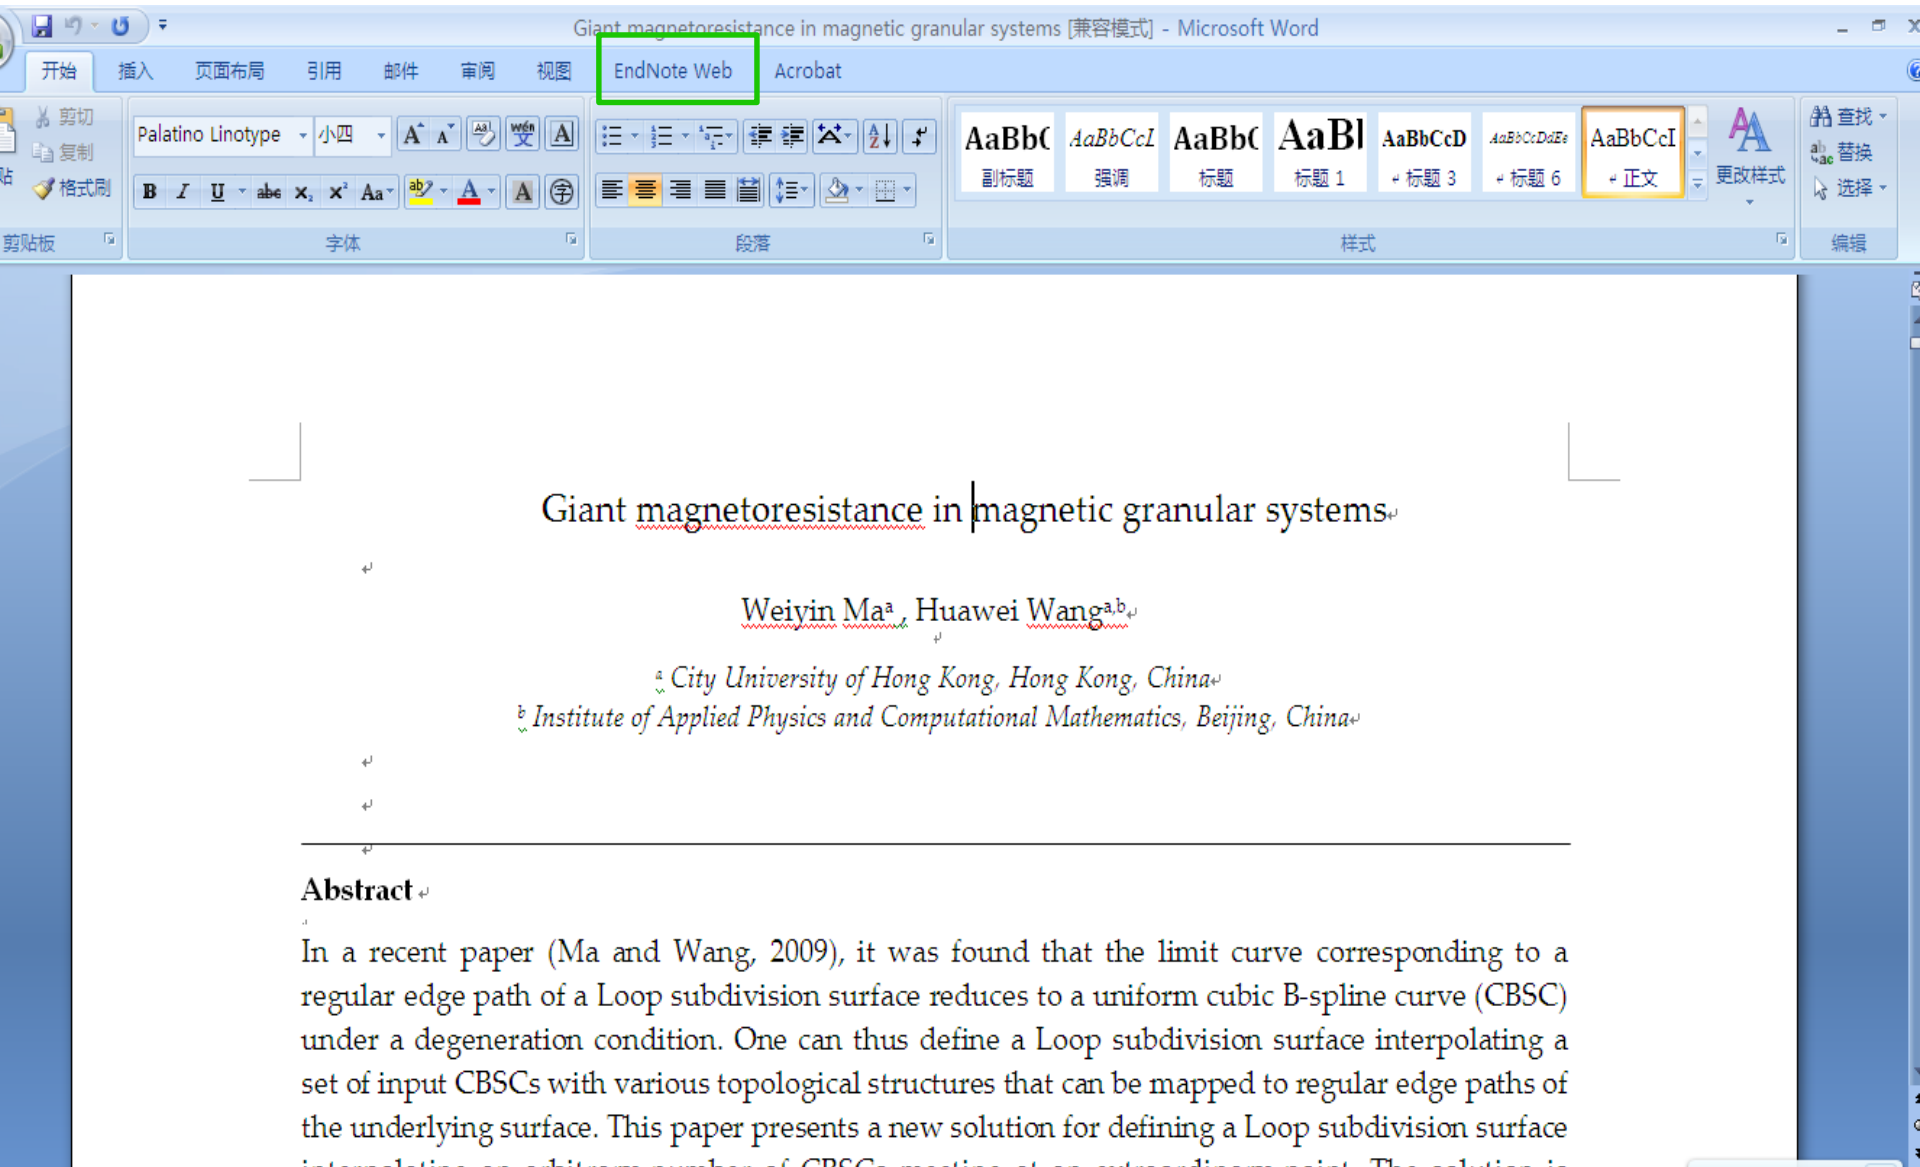 Giant magnetoresistance in magnetic granular systems [兼容模式] - Microsoft Word
开始 插入 页面布局 引用 邮件 审阅 视图 EndNote Web Acrobat
剪切
复制
贴 格式刷
剪贴板
Palatino Linotype 小四
字体
段落
AaBb( AaBbCcI AaBb( AaBl AaBbCcD AaBbCcDdEe AaBbCcI
副标题 强调 标题 标题 1 标题 3 标题 6 正文
更改样式
样式
查找
替换
选择
编辑
Giant magnetoresistance in magnetic granular systems
Weiyin Maᵃ , Huawei Wangᵃ,ᵇ
ᵃ City University of Hong Kong, Hong Kong, China
ᵇ Institute of Applied Physics and Computational Mathematics, Beijing, China
Abstract
In a recent paper (Ma and Wang, 2009), it was found that the limit curve corresponding to a
regular edge path of a Loop subdivision surface reduces to a uniform cubic B-spline curve (CBSC)
under a degeneration condition. One can thus define a Loop subdivision surface interpolating a
set of input CBSCs with various topological structures that can be mapped to regular edge paths of
the underlying surface. This paper presents a new solution for defining a Loop subdivision surface